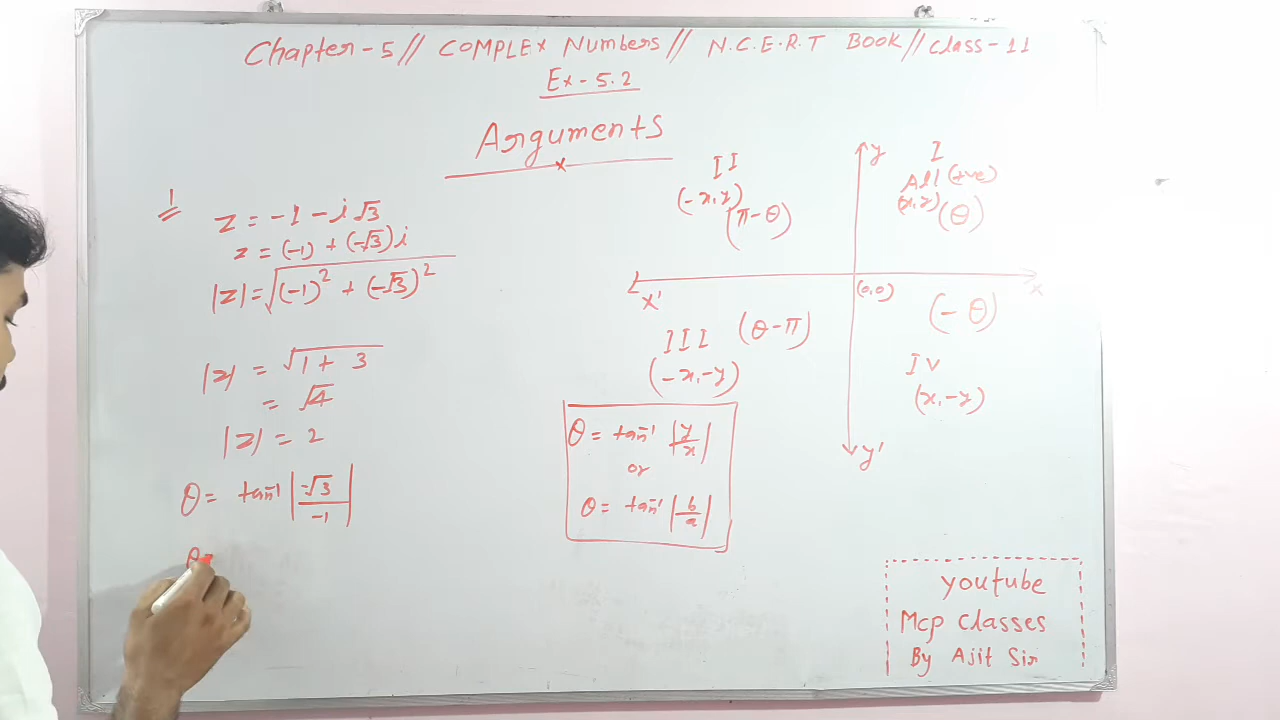 Chapter-5// COMPLEX Numbers// N.C.E.R.T BOOK// Class-11
Ex-5.2
Arguments
1
z = -1 - i√3
z = (-1) + (-√3)i
|z| = √(-1)² + (-√3)²
|z| = √1 + 3
= √4
|z| = 2
θ = tan⁻¹ |-√3/-1|
θ=
II
(-x,y)
(π-θ)
y
I
All (+ve)
(x,y) (θ)
x'
(0,0)
x
III (θ-π)
(-x,-y)
(-θ)
IV
(x,-y)
y'
θ = tan⁻¹ |y/x|
or
θ = tan⁻¹ |b/a|
youtube
Mcp Classes
By Ajit Sir